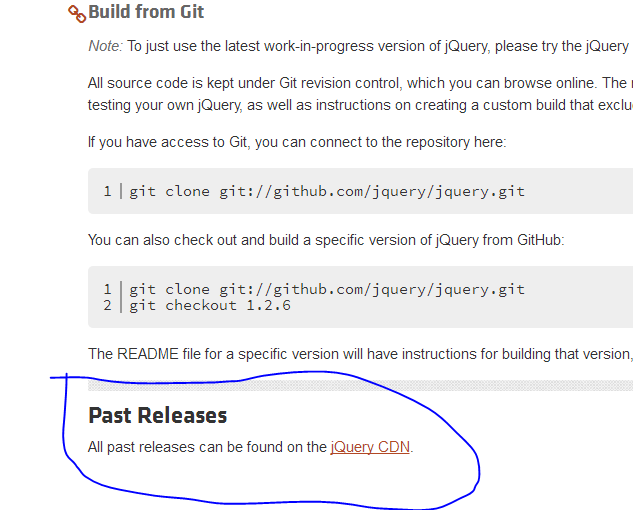 Build from Git
Note: To just use the latest work-in-progress version of jQuery, please try the jQuery
All source code is kept under Git revision control, which you can browse online. The
testing your own jQuery, as well as instructions on creating a custom build that
If you have access to Git, you can connect to the repository here:
1 git clone git://github.com/jquery/jquery.git
You can also check out and build a specific version of jQuery from GitHub:
1 git clone git://github.com/jquery/jquery.git
2 git checkout 1.2.6
The README file for a specific version will have instructions for building that version,
Past Releases
All past releases can be found on the jQuery CDN.